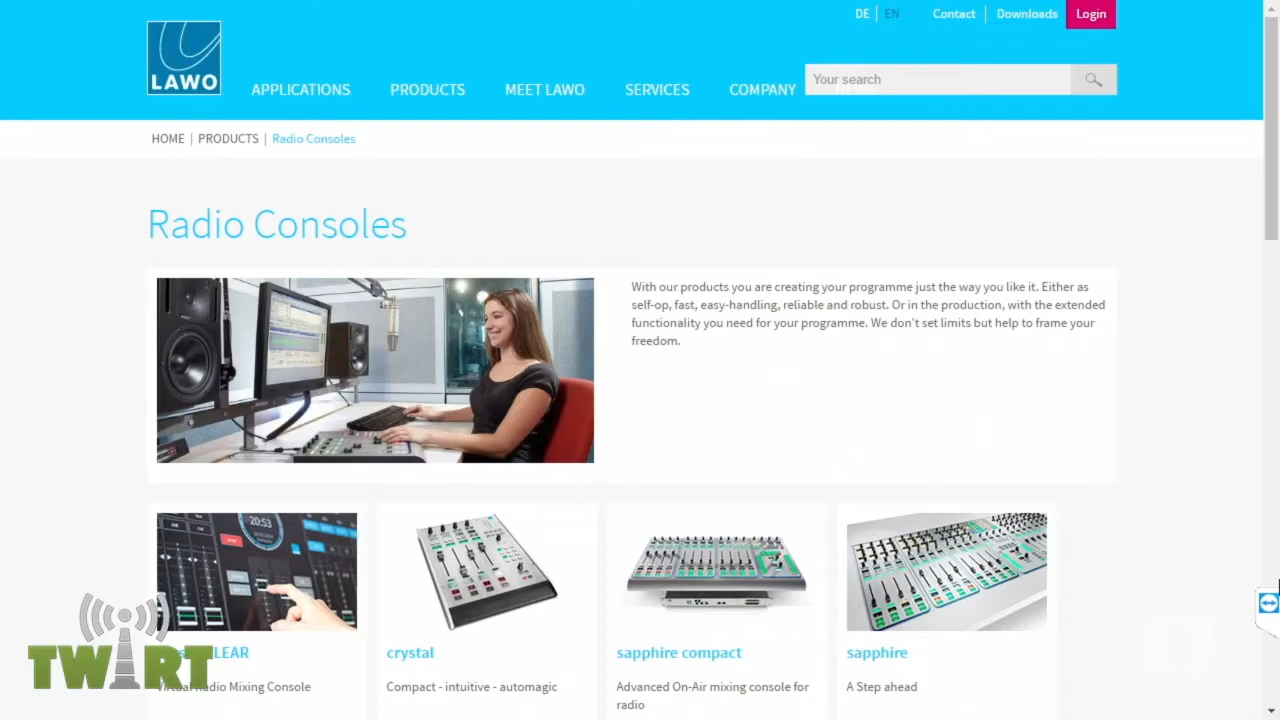 DE | EN Contact | Downloads Login
LAWO
APPLICATIONS PRODUCTS MEET LAWO SERVICES COMPANY
Your search
HOME | PRODUCTS | Radio Consoles
Radio Consoles
With our products you are creating your programme just the way you like it. Either as
self-op, fast, easy-handling, reliable and robust. Or in the production, with the extended
functionality you need for your programme. We don't set limits but help to frame your
freedom.
20:53
LEAR
crystal
sapphire compact
sapphire
Virtual Radio Mixing Console
Compact - intuitive - automagic
Advanced On-Air mixing console for
radio
A Step ahead
TWiRT